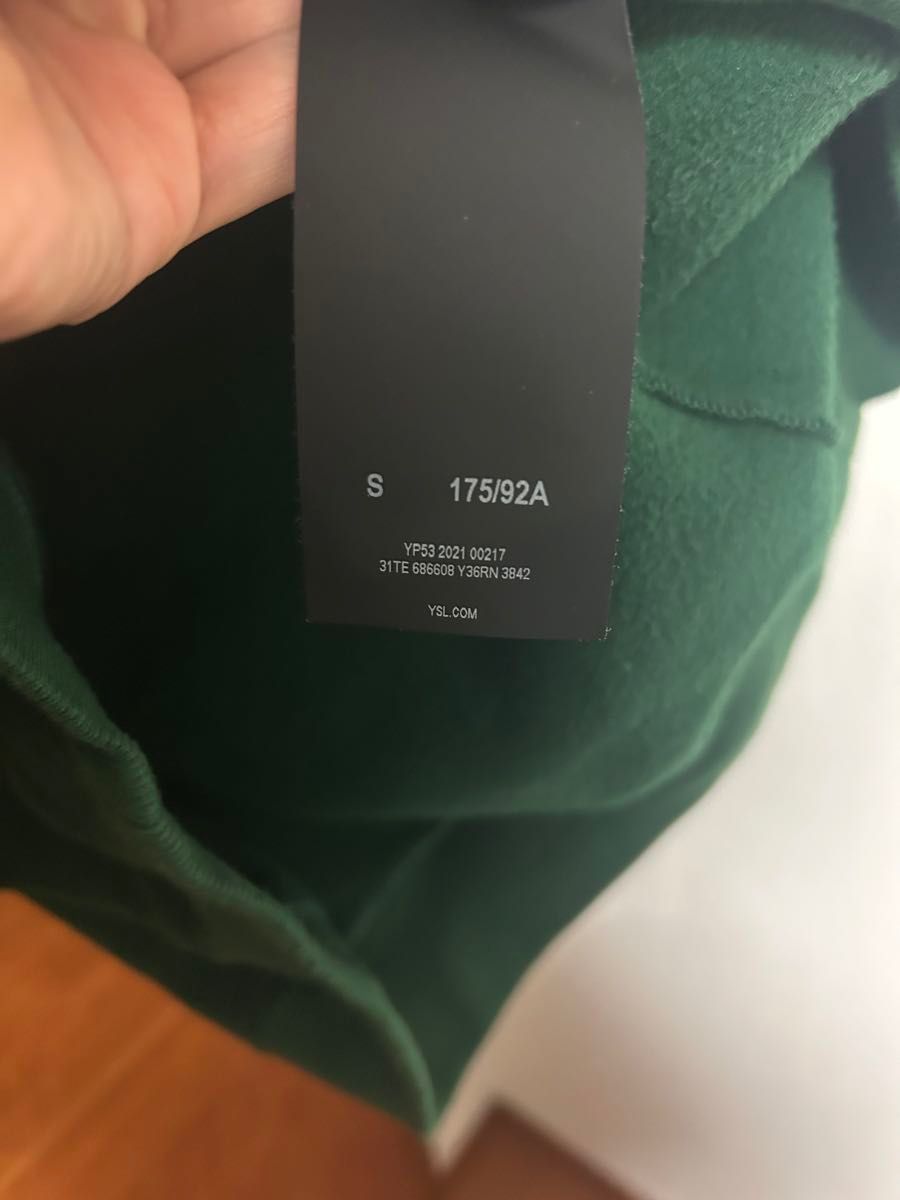 S 175/92A
YP53 2021 00217
31TE 686608 Y36RN 3842
YSL.COM